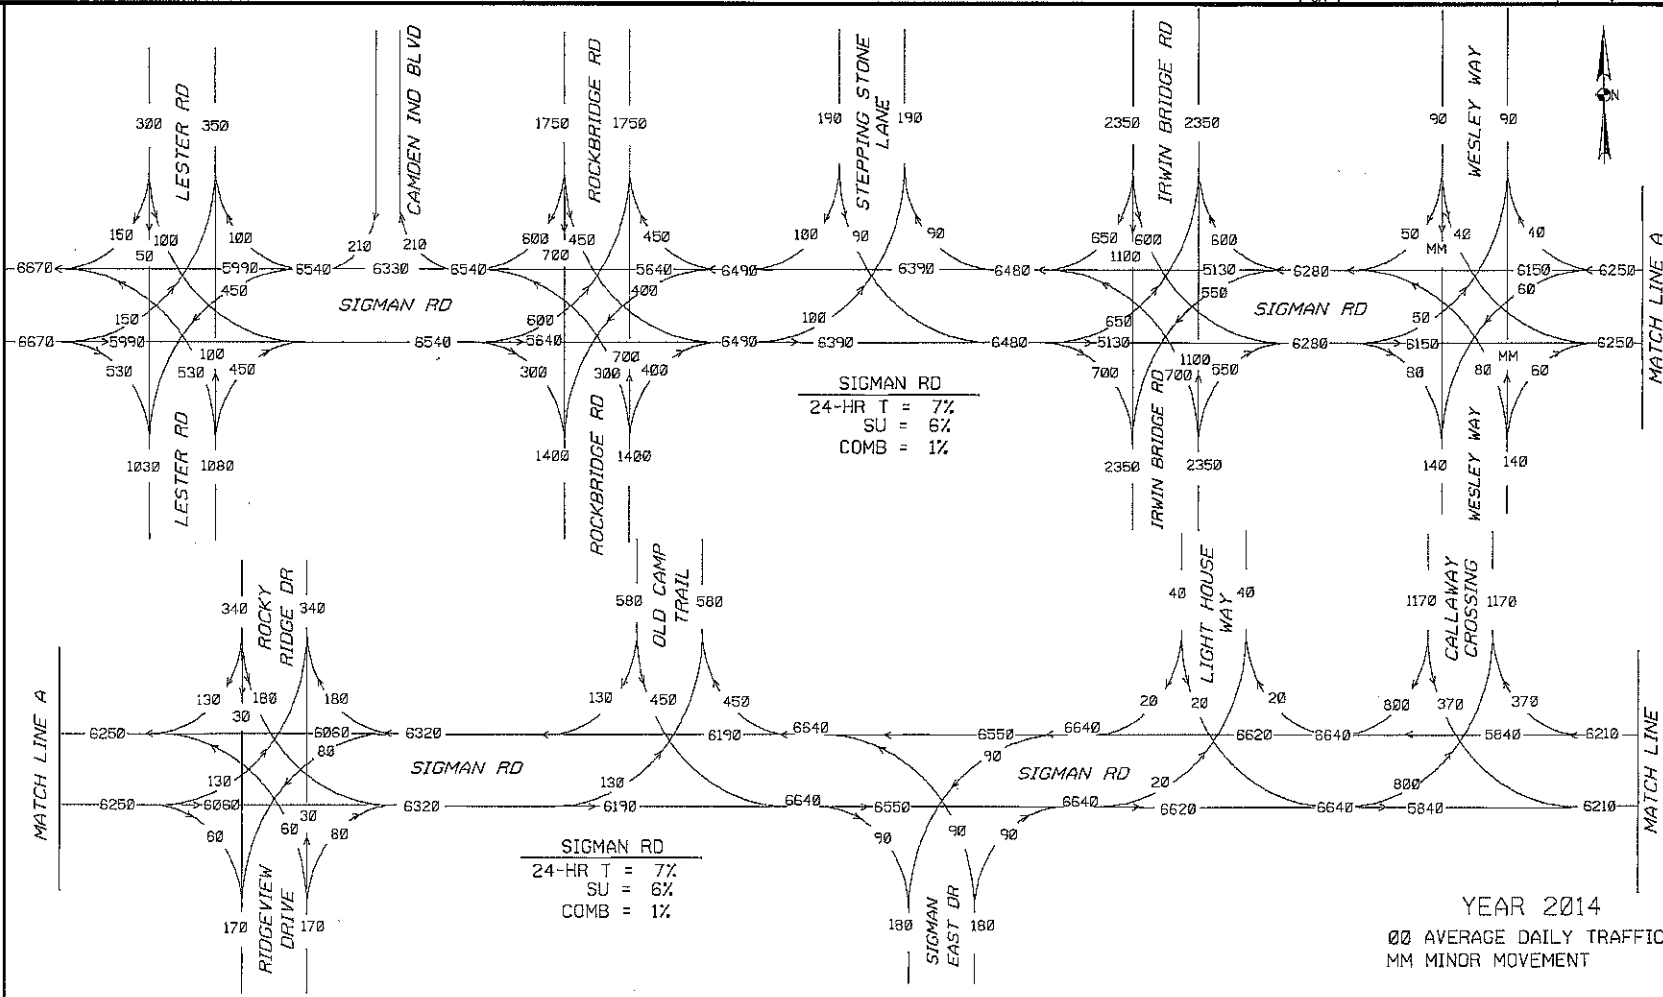 LESTER RD
CAMDEN IND BLVD
ROCKBRIDGE RD
STEPPING STONE
LANE
IRWIN BRIDGE RD
WESLEY WAY
N
300 350 1750 1750 190 190 2350 2350 90 90
150 100 100 210 210 600 450 450 100 90 90 650 600 600 50 40 40
50 700 1100 MM
6670 5990 6540 6330 6540 5640 6490 6390 6480 5130 6280 6150 6250
450 400 550 60
SIGMAN RD
SIGMAN RD
150 600 100 650 50
6670 5990 6540 5640 6490 6390 6480 5130 6280 6150 6250
100 700 1100 MM
530 530 450 300 300 400 700 700 550 80 80 60
MATCH LINE A
SIGMAN RD
24-HR T = 7%
SU = 6%
COMB = 1%
1030 1080 1400 1400 2350 2350 140 140
LESTER RD
ROCKBRIDGE RD
IRWIN BRIDGE RD
WESLEY WAY
ROCKY
RIDGE DR
OLD CAMP
TRAIL
LIGHT HOUSE
WAY
CALLAWAY
CROSSING
340 340 580 580 40 40 1170 1170
130 180 180 130 450 450 20 20 20 800 370 370
30
6250 6060 6320 6190 6640 6550 6640 6620 6640 5840 6210
80 90
SIGMAN RD
SIGMAN RD
130 130 20 800
6250 6060 6320 6190 6640 6550 6640 6620 6640 5840 6210
30
60 60 80 90 90 90
MATCH LINE A
MATCH LINE
SIGMAN RD
24-HR T = 7%
SU = 6%
COMB = 1%
170 170 180 180
RIDGEVIEW
DRIVE
SIGMAN
EAST DR
YEAR 2014
00 AVERAGE DAILY TRAFFIC
MM MINOR MOVEMENT